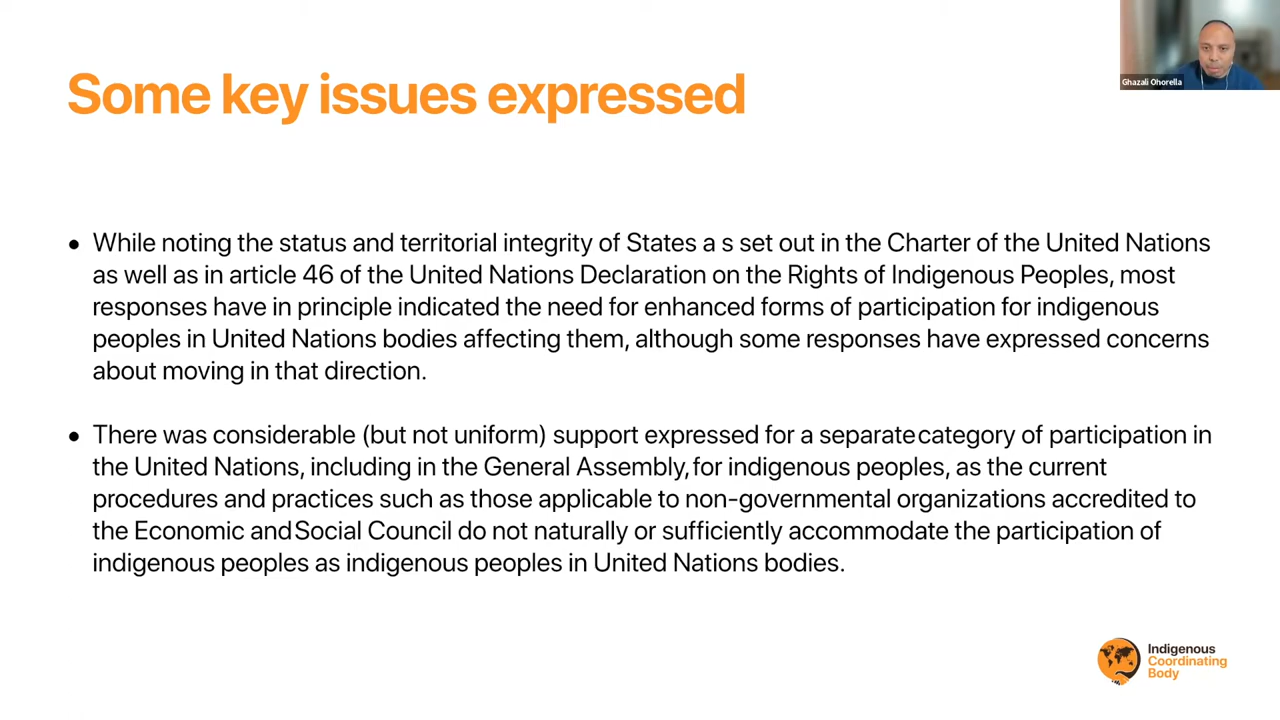 Some key issues expressed
Ghazali Ohorella
• While noting the status and territorial integrity of States a s set out in the Charter of the United Nations
as well as in article 46 of the United Nations Declaration on the Rights of Indigenous Peoples, most
responses have in principle indicated the need for enhanced forms of participation for indigenous
peoples in United Nations bodies affecting them, although some responses have expressed concerns
about moving in that direction.
• There was considerable (but not uniform) support expressed for a separate category of participation in
the United Nations, including in the General Assembly, for indigenous peoples, as the current
procedures and practices such as those applicable to non-governmental organizations accredited to
the Economic and Social Council do not naturally or sufficiently accommodate the participation of
indigenous peoples as indigenous peoples in United Nations bodies.
Indigenous
Coordinating
Body